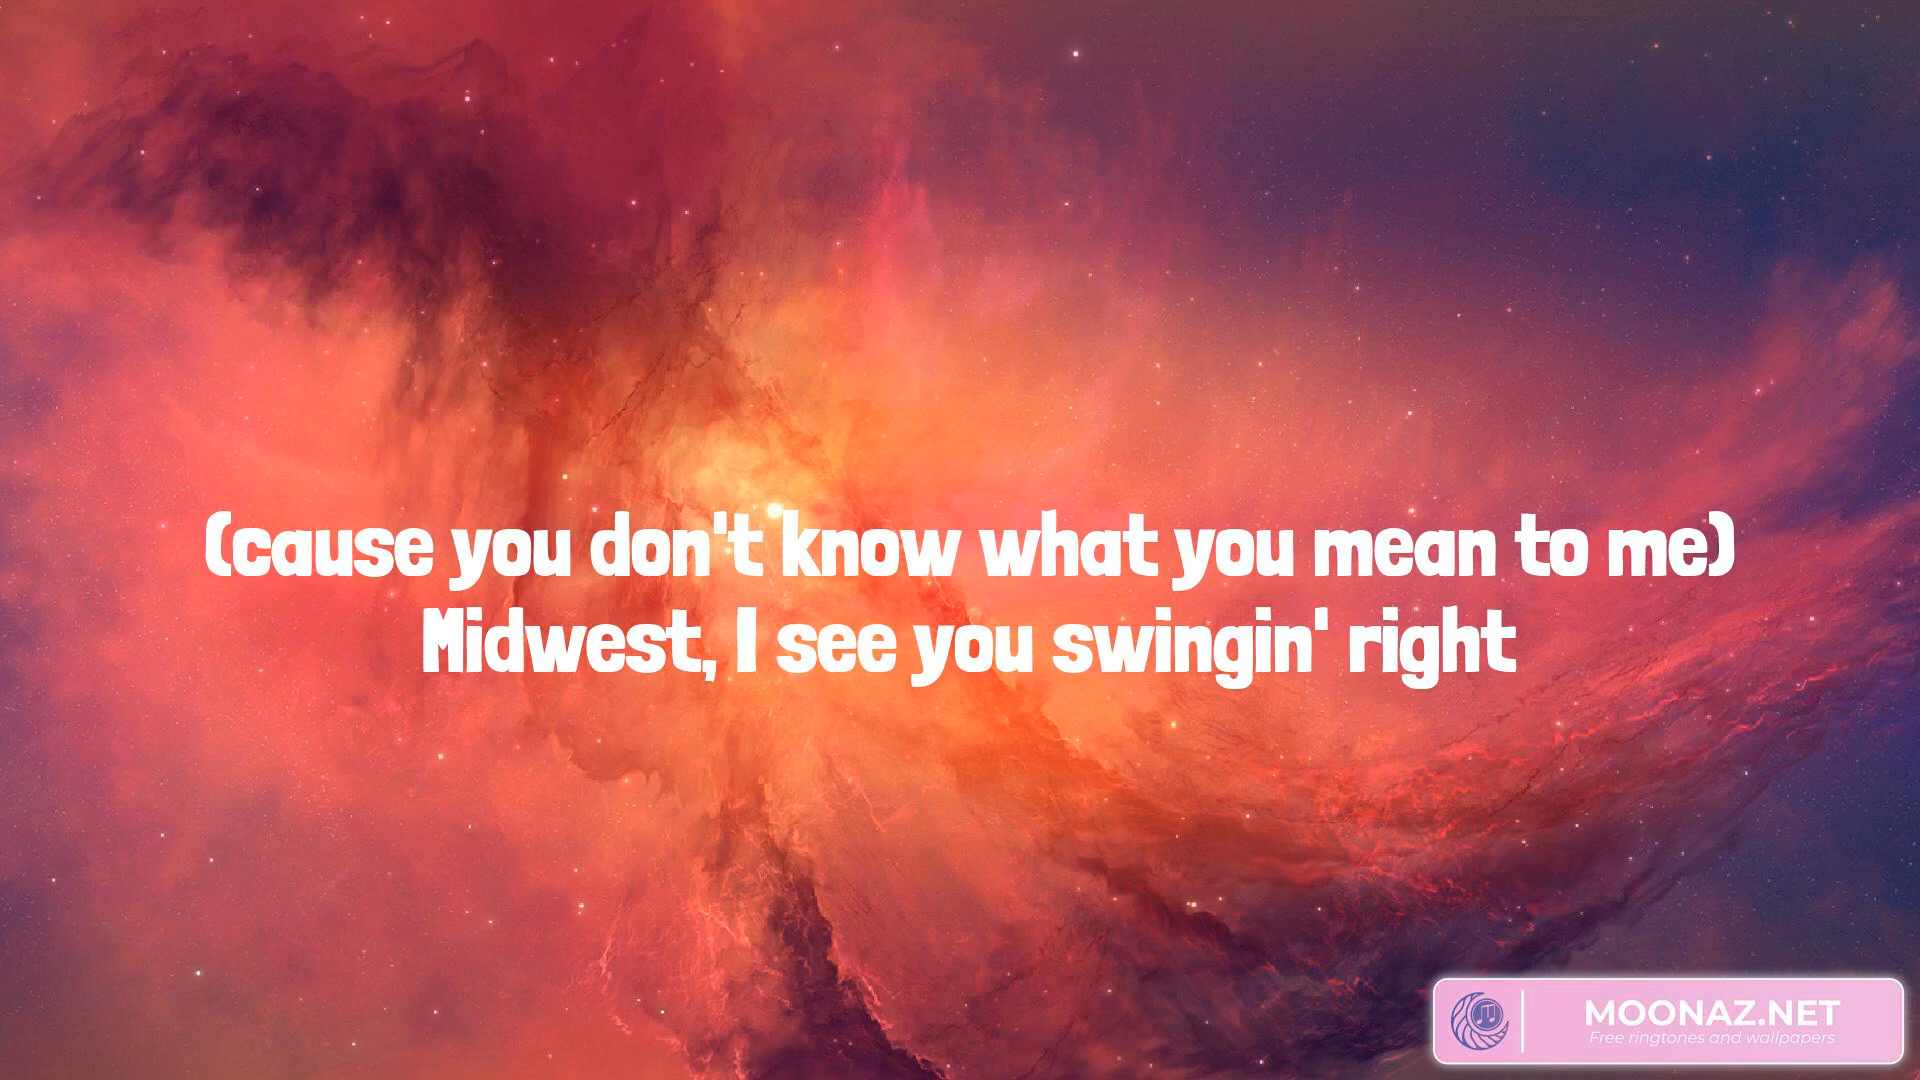 (cause you don't know what you mean to me)
Midwest, I see you swingin' right
MOONAZ.NET
Free ringtones and wallpapers